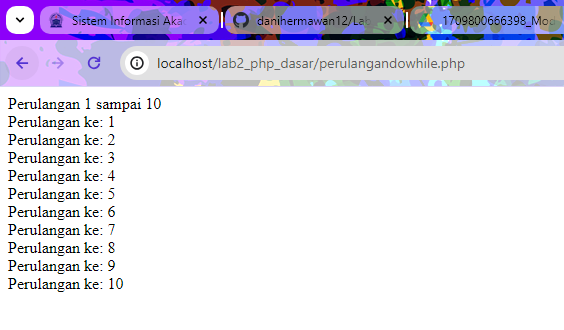 Sistem Informasi Aka
danihermawan12/Lab
1709800666398_Mod
localhost/lab2_php_dasar/perulangandowhile.php
Perulangan 1 sampai 10
Perulangan ke: 1
Perulangan ke: 2
Perulangan ke: 3
Perulangan ke: 4
Perulangan ke: 5
Perulangan ke: 6
Perulangan ke: 7
Perulangan ke: 8
Perulangan ke: 9
Perulangan ke: 10